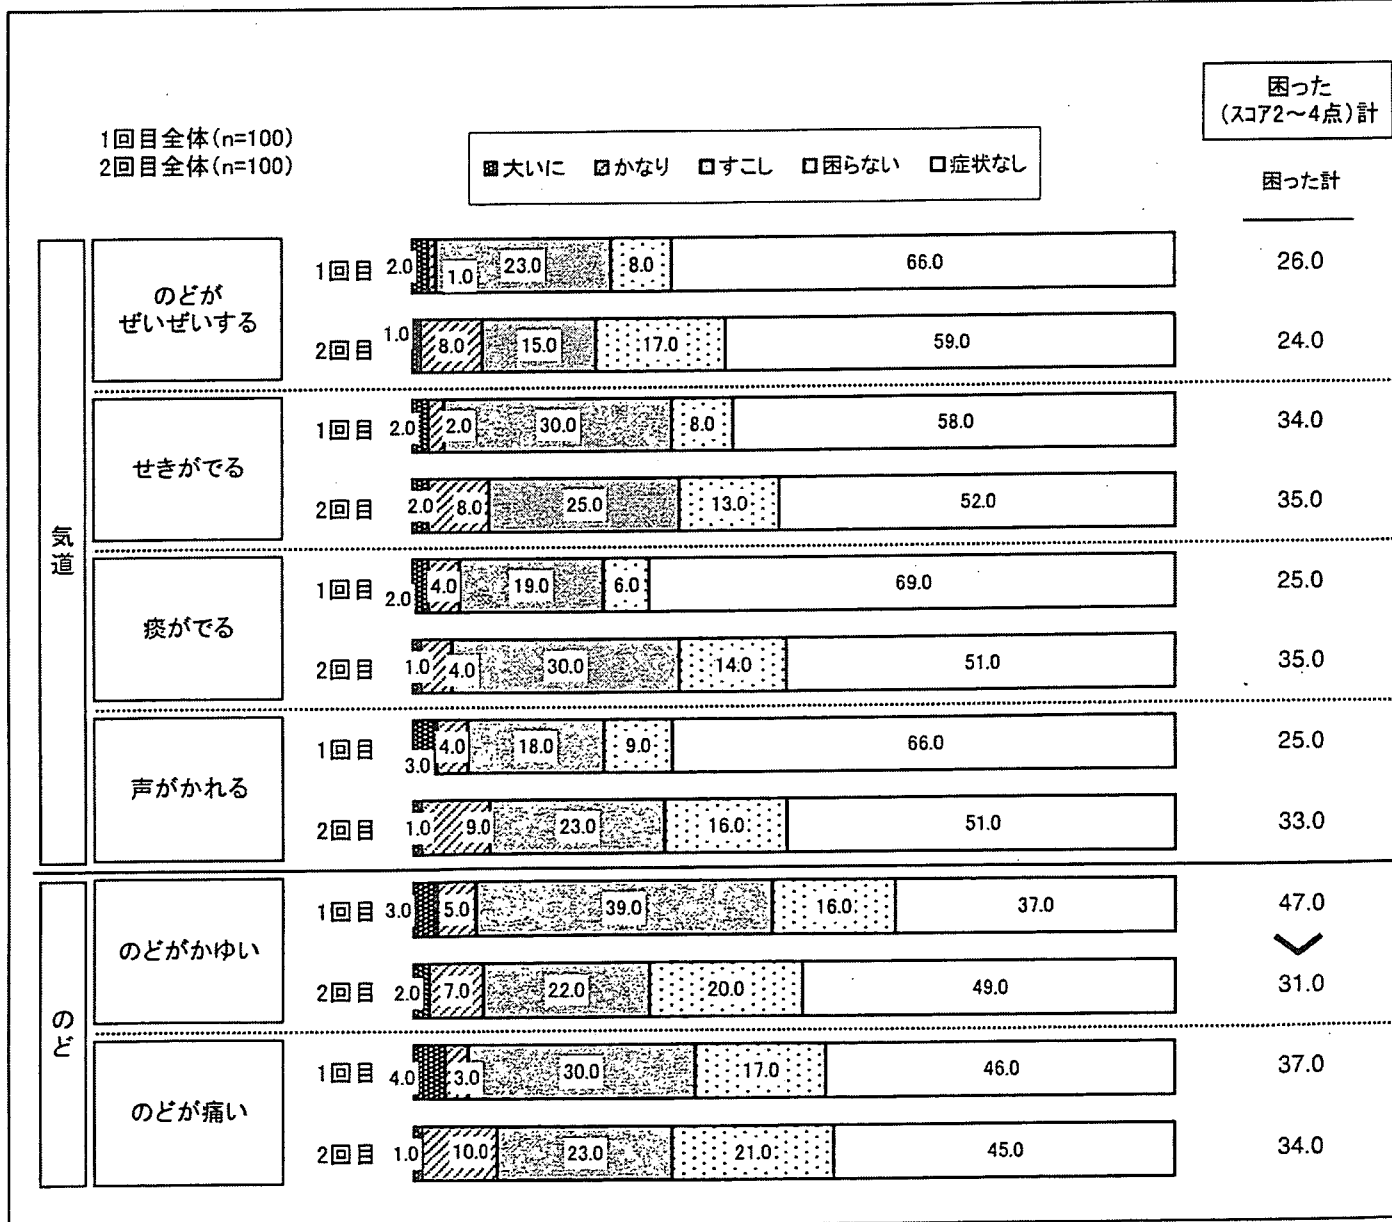 困った
(スコア2～4点)計
1回目全体(n=100)
2回目全体(n=100)
大いに かなり すこし 困らない 症状なし
困った計
気道
のどが
ぜいぜいする
1回目 2.0 1.0 23.0 8.0 66.0 26.0
2回目 1.0 8.0 15.0 17.0 59.0 24.0
せきがでる
1回目 2.0 2.0 30.0 8.0 58.0 34.0
2回目 2.0 8.0 25.0 13.0 52.0 35.0
痰がでる
1回目 2.0 4.0 19.0 6.0 69.0 25.0
2回目 1.0 4.0 30.0 14.0 51.0 35.0
声がかれる
1回目 3.0 4.0 18.0 9.0 66.0 25.0
2回目 1.0 9.0 23.0 16.0 51.0 33.0
のど
のどがかゆい
1回目 3.0 5.0 39.0 16.0 37.0 47.0
2回目 2.0 7.0 22.0 20.0 49.0 31.0
のどが痛い
1回目 4.0 3.0 30.0 17.0 46.0 37.0
2回目 1.0 10.0 23.0 21.0 45.0 34.0